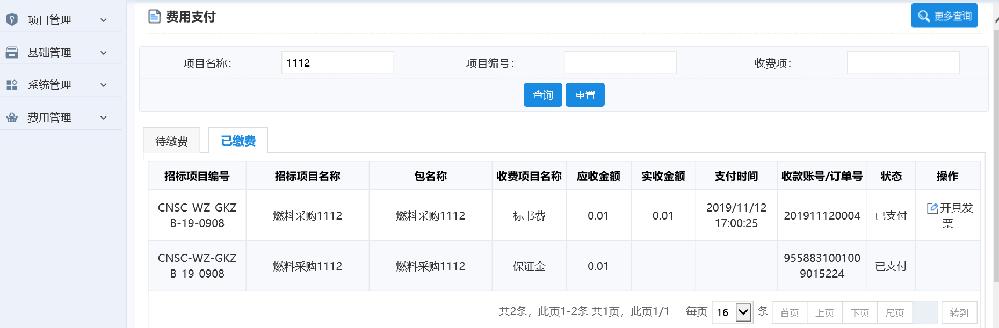 项目管理
基础管理
系统管理
费用管理
费用支付
更多查询
项目名称：
1112
项目编号：
收费项：
查询
重置
待缴费
已缴费
招标项目编号 招标项目名称 包名称 收费项目名称 应收金额 实收金额 支付时间 收款账号/订单号 状态 操作
CNSC-WZ-GKZ
B-19-0908
燃料采购1112
燃料采购1112
标书费
0.01
0.01
2019/11/12
17:00:25
201911120004
已支付
开具发
票
CNSC-WZ-GKZ
B-19-0908
燃料采购1112
燃料采购1112
保证金
0.01
955883100100
9015224
已支付
共2条，此页1-2条 共1页，此页1/1 每页 16 条 首页 上页 下页 尾页 转到